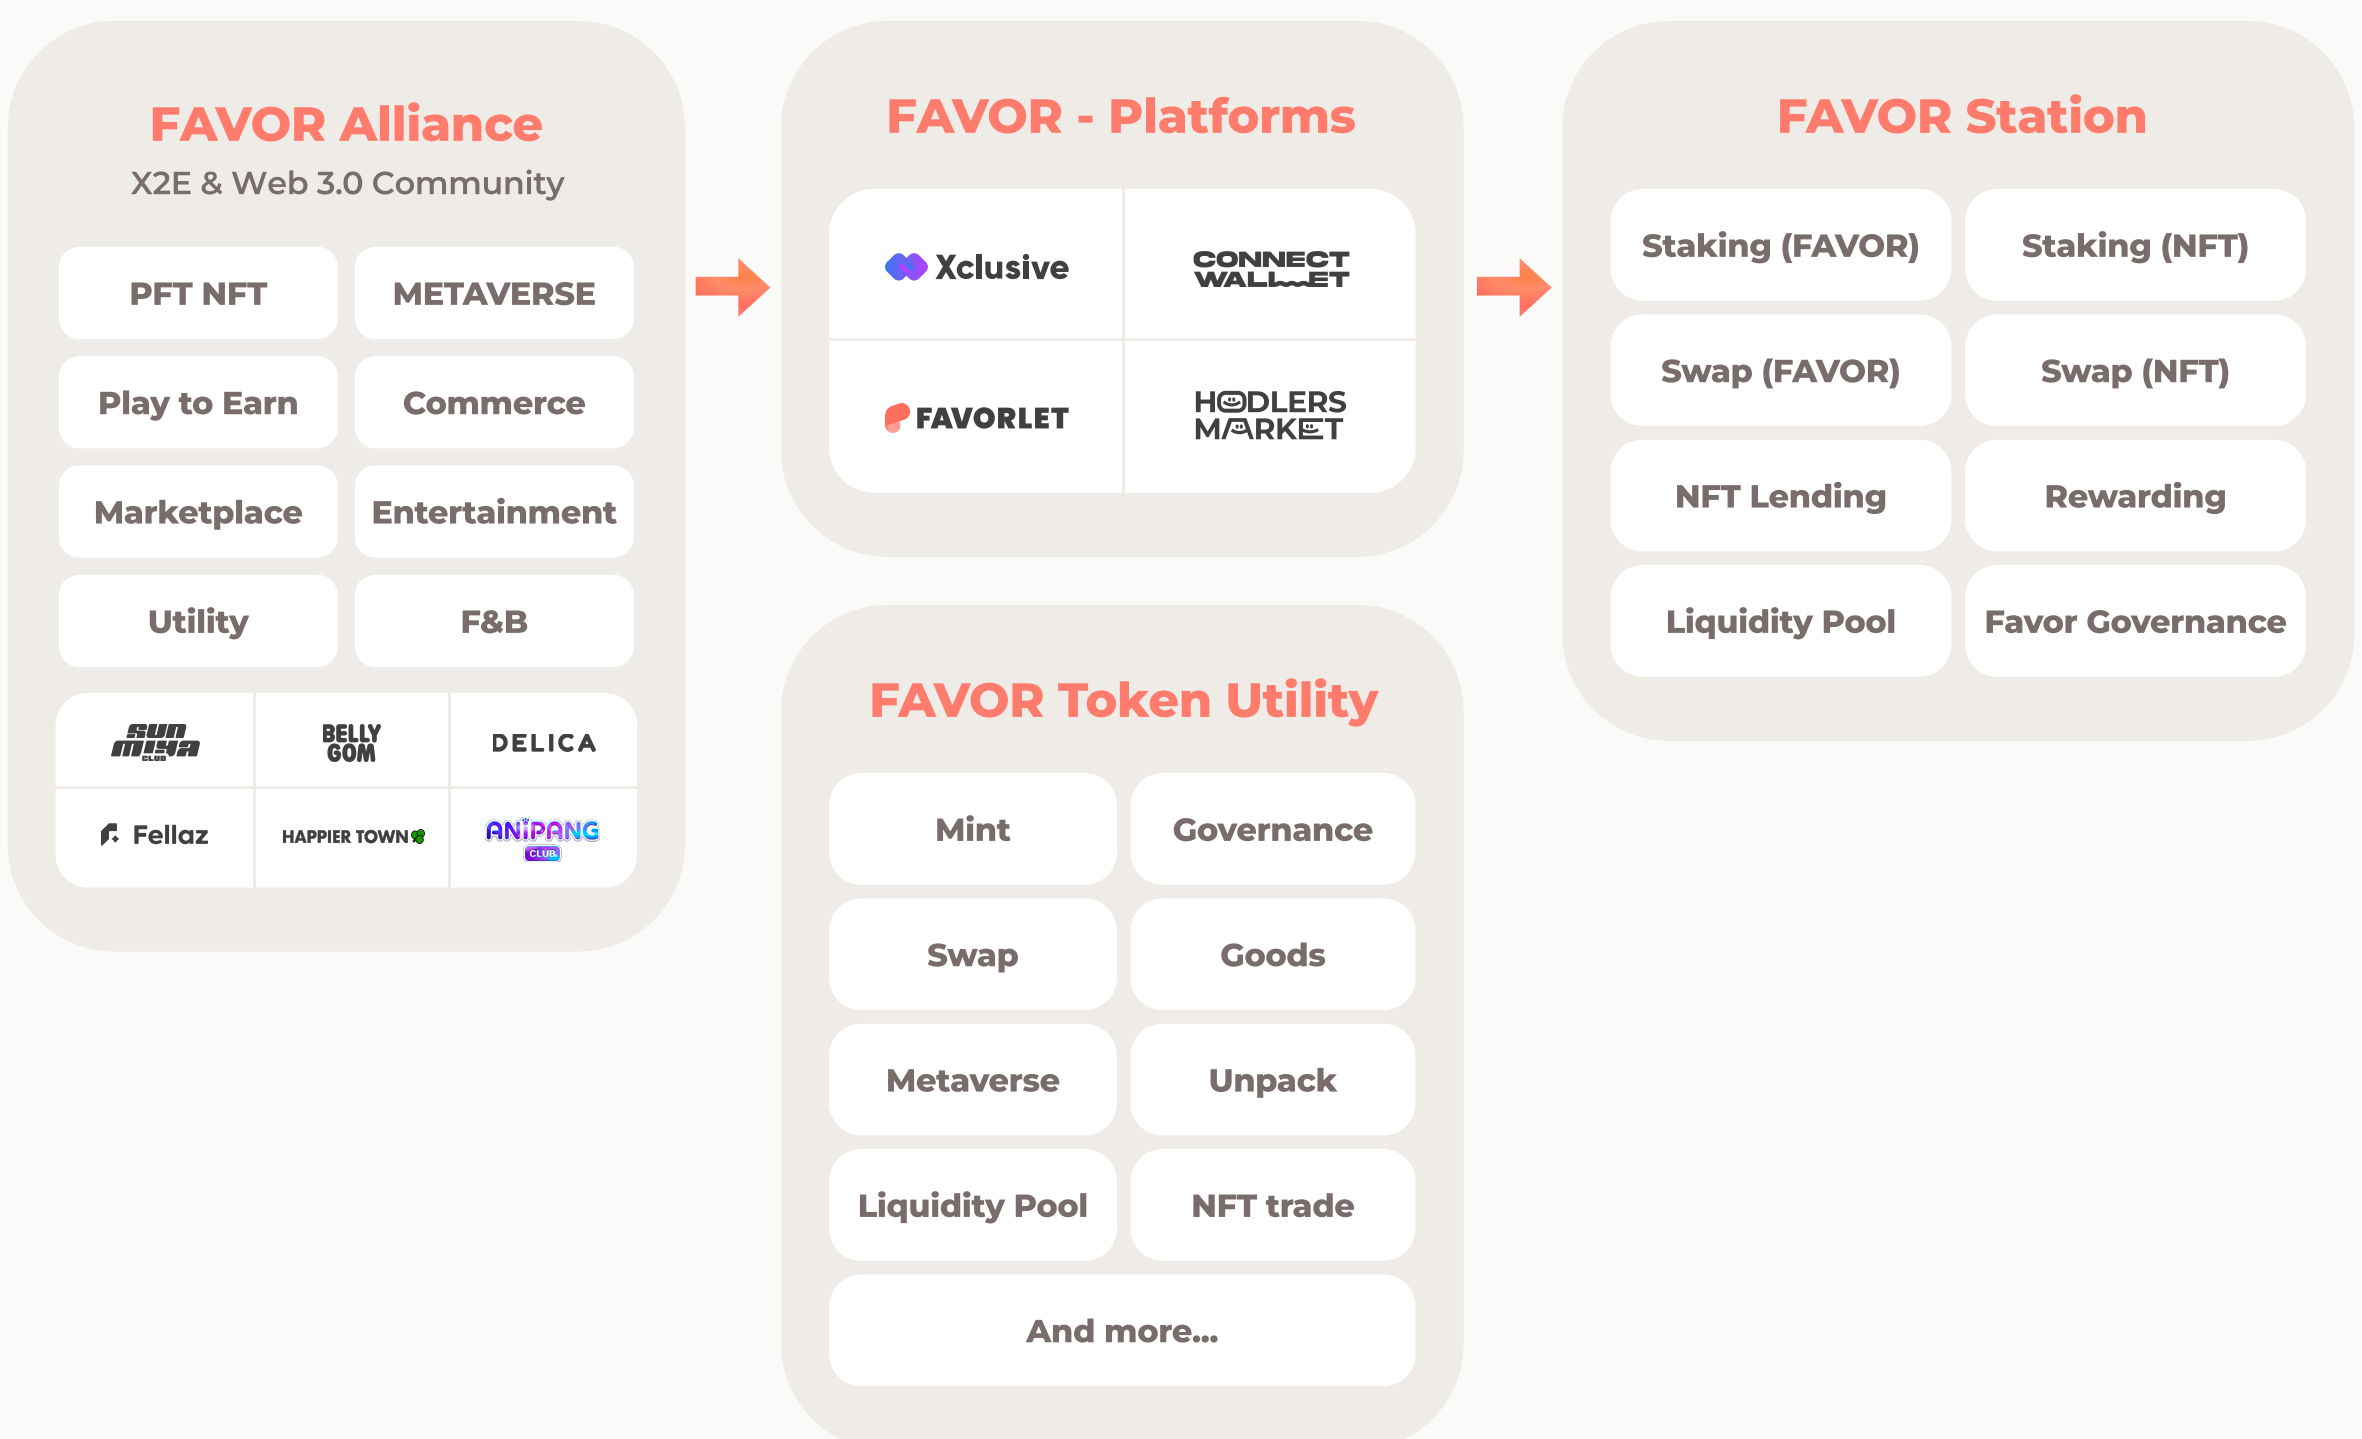 FAVOR Alliance
X2E & Web 3.0 Community
PFT NFT
METAVERSE
Play to Earn
Commerce
Marketplace
Entertainment
Utility
F&B
SUN
MIYA
CLUB
BELLY
GOM
DELICA
Fellaz
HAPPIER TOWN
ANIPANG
CLUB
FAVOR - Platforms
Xclusive
CONNECT
WALLET
FAVORLET
HODLERS
MARKET
FAVOR Token Utility
Mint
Governance
Swap
Goods
Metaverse
Unpack
Liquidity Pool
NFT trade
And more...
FAVOR Station
Staking (FAVOR)
Staking (NFT)
Swap (FAVOR)
Swap (NFT)
NFT Lending
Rewarding
Liquidity Pool
Favor Governance